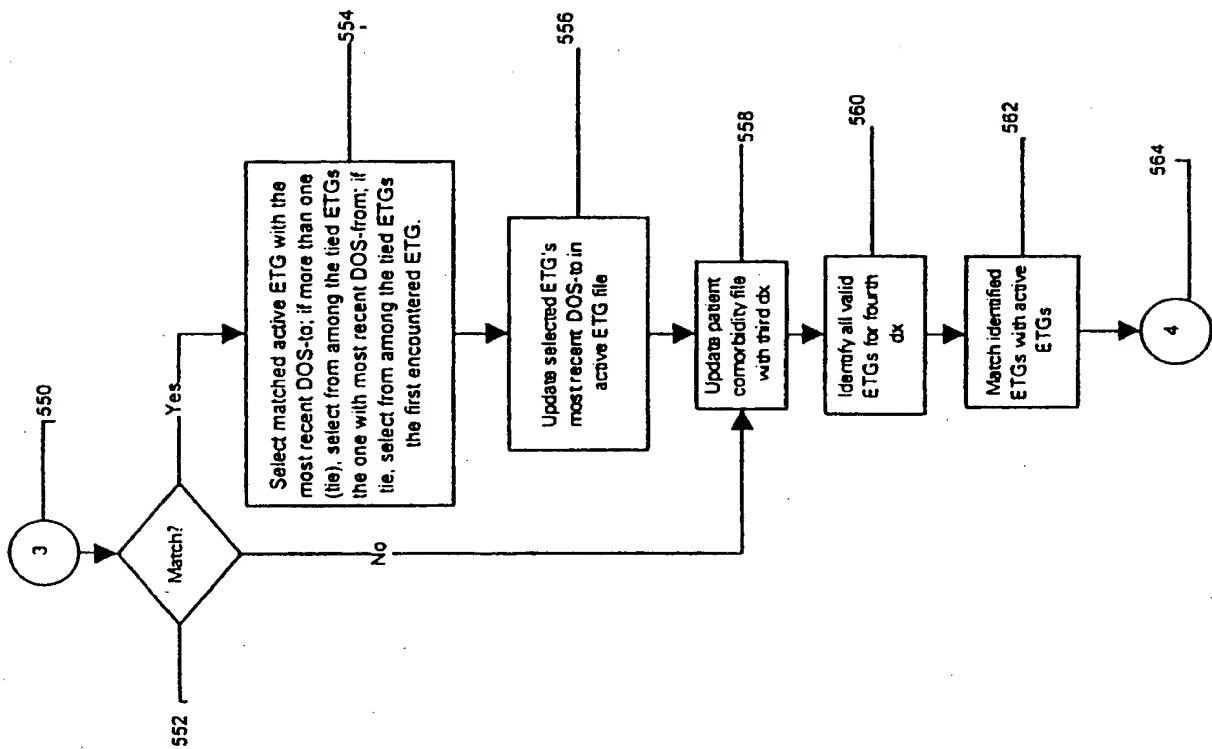 3
550
552
Match?
Yes
No
Select matched active ETG with the
most recent DOS-to; if more than one
(tie), select from among the tied ETGs
the one with most recent DOS-from; if
tie, select from among the tied ETGs
the first encountered ETG.
554
Update selected ETG's
most recent DOS-to in
active ETG file
556
Update patient
comorbidity file
with third dx
558
Identify all valid
ETGs for fourth
dx
560
Match identified
ETGs with active
ETGs
562
4
564